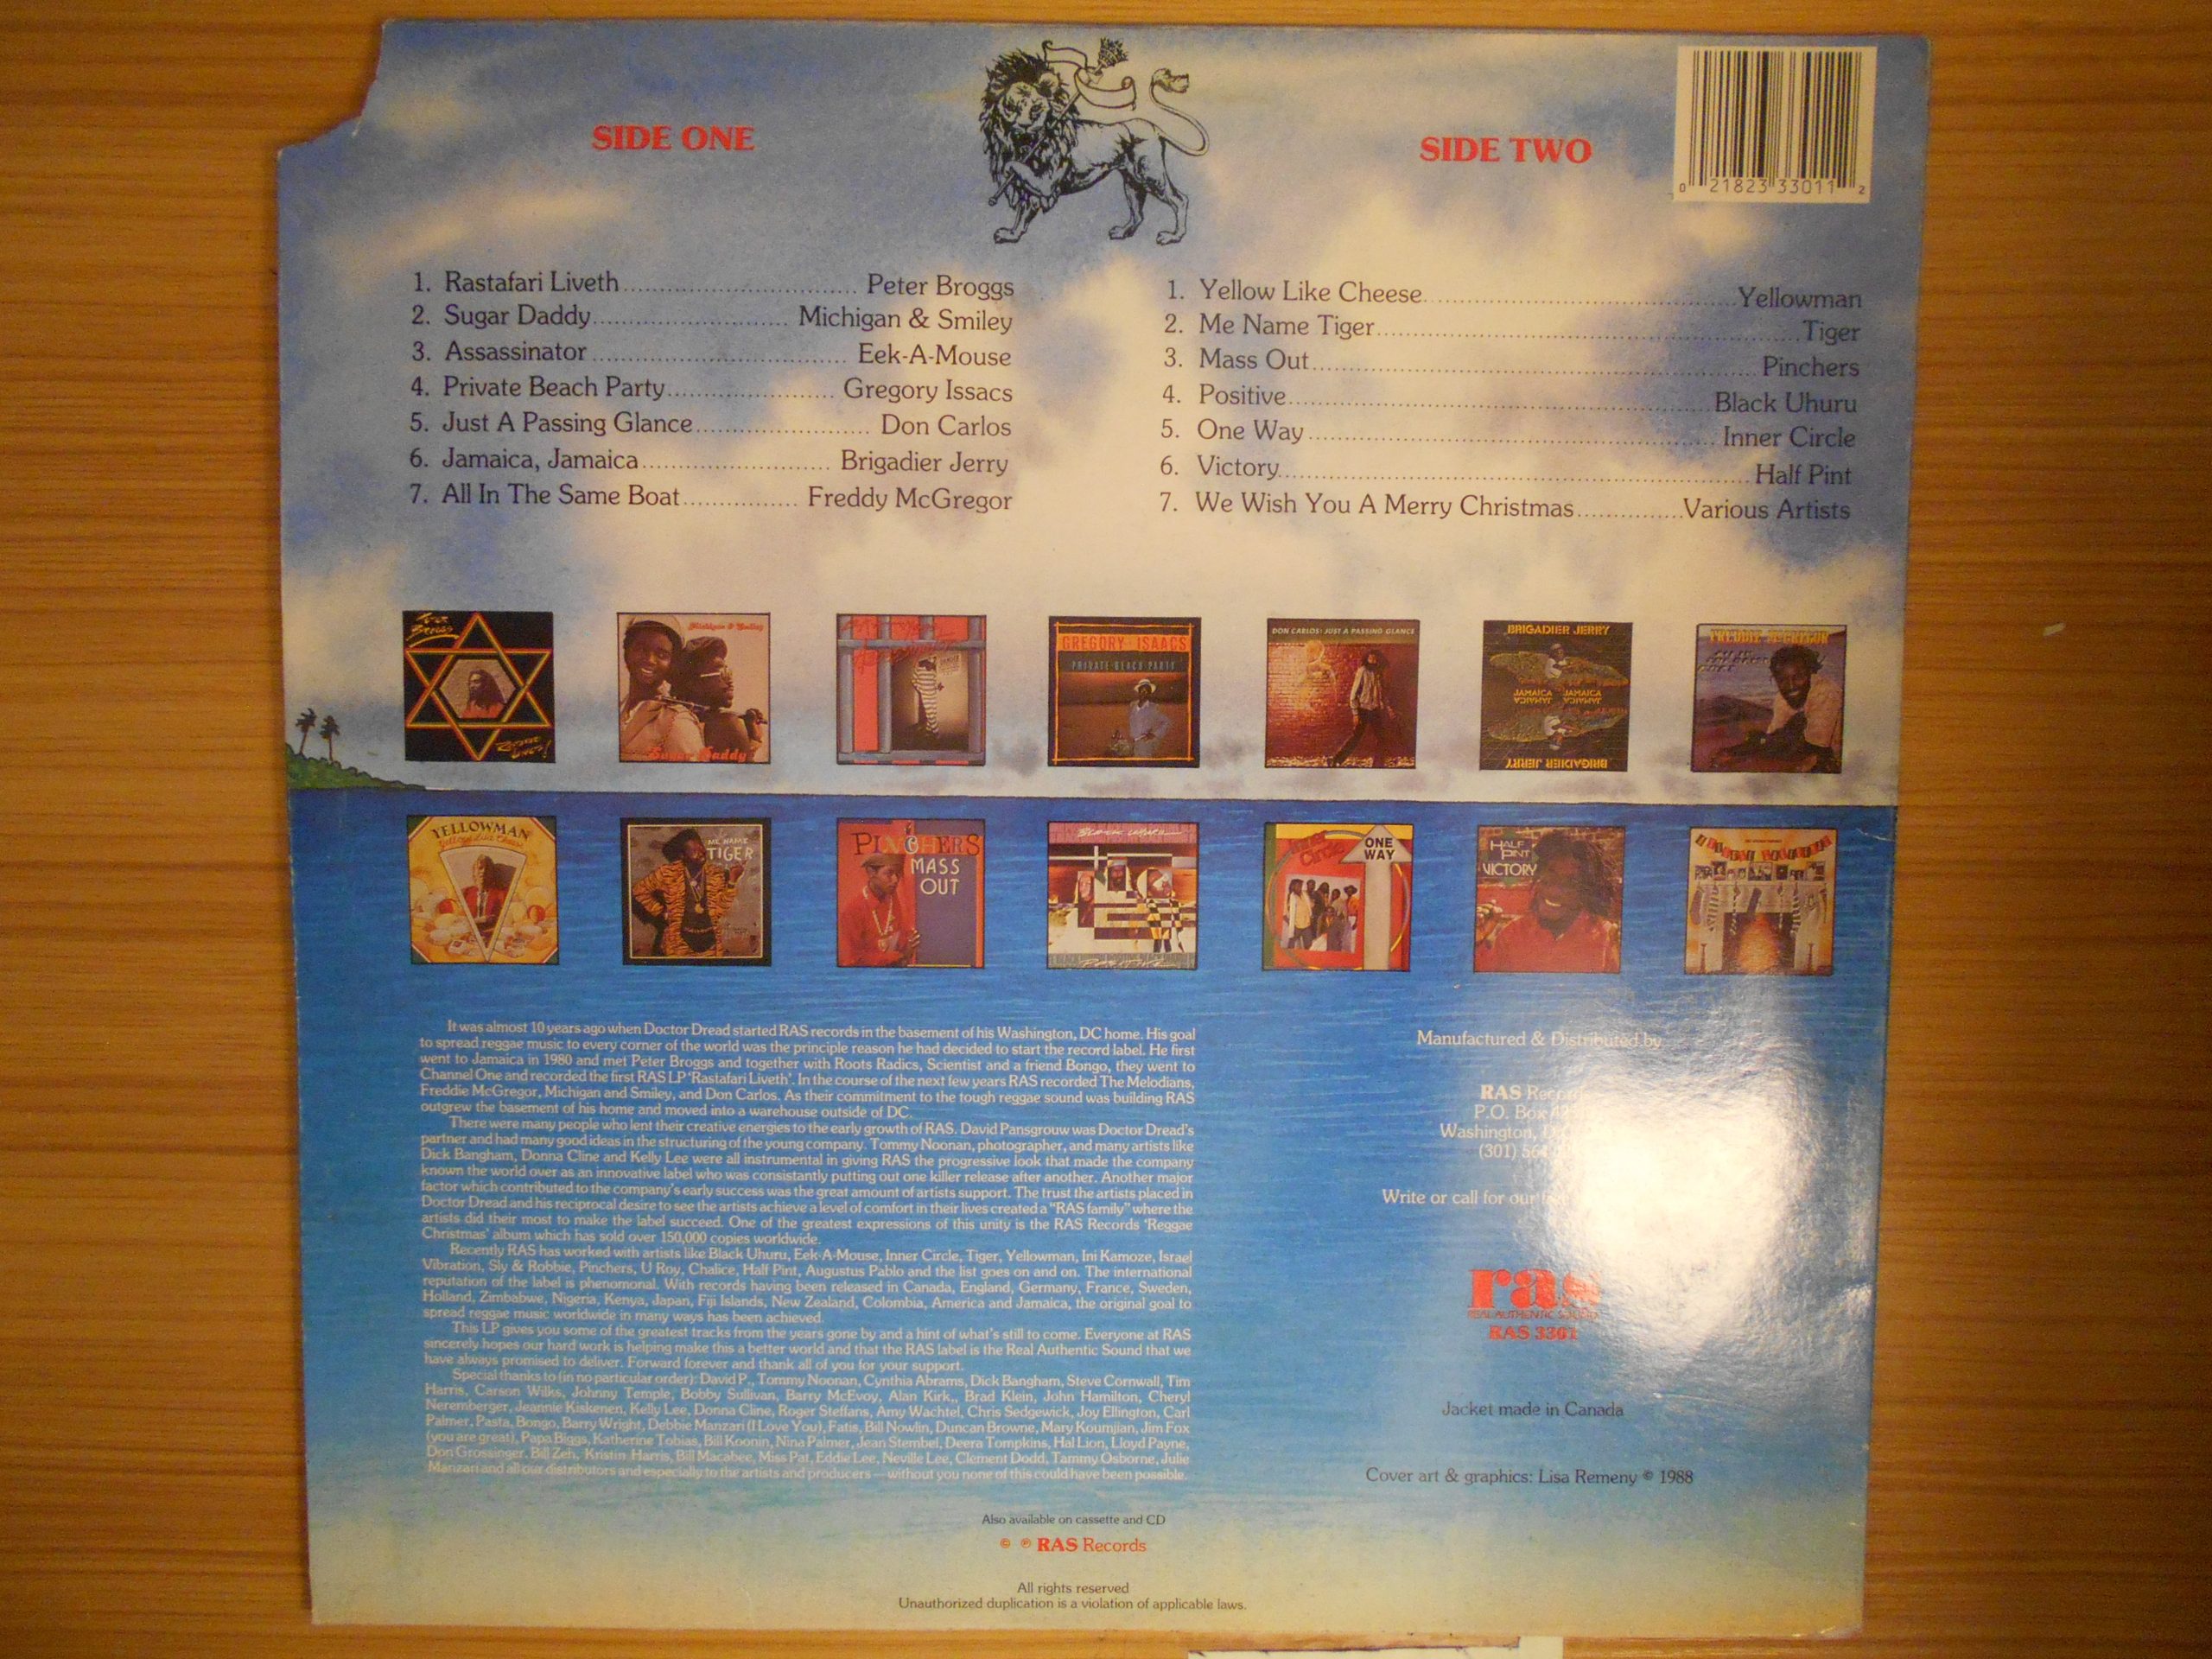 SIDE ONE
SIDE TWO
0 21823 33011 2
1. Rastafari Liveth.................................. Peter Broggs
2. Sugar Daddy............................ Michigan & Smiley
3. Assassinator.................................... Eek-A-Mouse
4. Private Beach Party........................ Gregory Issacs
5. Just A Passing Glance......................... Don Carlos
6. Jamaica, Jamaica........................... Brigadier Jerry
7. All In The Same Boat................ Freddy McGregor
1. Yellow Like Cheese.............................................Yellowman
2. Me Name Tiger.............................................................Tiger
3. Mass Out................................................................ Pinchers
4. Positive.............................................................Black Uhuru
5. One Way.......................................................... Inner Circle
6. Victory.................................................................... Half Pint
7. We Wish You A Merry Christmas...............Various Artists
Michigan & Smiley
Sugar Daddy
GREGORY ISAACS
PRIVATE BEACH PARTY
DON CARLOS: JUST A PASSING GLANCE
BRIGADIER JERRY
JAMAICA JAMAICA
JAMAICA JAMAICA
BRIGADIER JERRY
FREDDIE McGREGOR
YELLOWMAN
Yellow Like Cheese
ME NAME
TIGER
PINCHERS
MASS
OUT
Inner
Circle
ONE
WAY
HALF
PINT
VICTORY
It was almost 10 years ago when Doctor Dread started RAS records in the basement of his Washington, DC home. His goal
to spread reggae music to every corner of the world was the principle reason he had decided to start the record label. He first
went to Jamaica in 1980 and met Peter Broggs and together with Roots Radics, Scientist and a friend Bongo, they went to
Channel One and recorded the first RAS LP 'Rastafari Liveth'. In the course of the next few years RAS recorded The Melodians,
Freddie McGregor, Michigan and Smiley, and Don Carlos. As their commitment to the tough reggae sound was building RAS
outgrew the basement of his home and moved into a warehouse outside of DC.
There were many people who lent their creative energies to the early growth of RAS. David Pansgrouw was Doctor Dread's
partner and had many good ideas in the structuring of the young company. Tommy Noonan, photographer, and many artists like
Dick Bangham, Donna Cline and Kelly Lee were all instrumental in giving RAS the progressive look that made the company
known the world over as an innovative label who was consistantly putting out one killer release after another. Another major
factor which contributed to the company's early success was the great amount of artists support. The trust the artists placed in
Doctor Dread and his reciprocal desire to see the artists achieve a level of comfort in their lives created a "RAS family" where the
artists did their most to make the label succeed. One of the greatest expressions of this unity is the RAS Records 'Reggae
Christmas' album which has sold over 150,000 copies worldwide.
Recently RAS has worked with artists like Black Uhuru, Eek-A-Mouse, Inner Circle, Tiger, Yellowman, Ini Kamoze, Israel
Vibration, Sly & Robbie, Pinchers, U Roy, Chalice, Half Pint, Augustus Pablo and the list goes on and on. The international
reputation of the label is phenomonal. With records having been released in Canada, England, Germany, France, Sweden,
Holland, Zimbabwe, Nigeria, Kenya, Japan, Fiji Islands, New Zealand, Colombia, America and Jamaica, the original goal to
spread reggae music worldwide in many ways has been achieved.
This LP gives you some of the greatest tracks from the years gone by and a hint of what's still to come. Everyone at RAS
sincerely hopes our hard work is helping make this a better world and that the RAS label is the Real Authentic Sound that we
have always promised to deliver. Forward forever and thank all of you for your support.
Special thanks to (in no particular order): David P., Tommy Noonan, Cynthia Abrams, Dick Bangham, Steve Cornwall, Tim
Harris, Carson Wilks, Johnny Temple, Bobby Sullivan, Barry McEvoy, Alan Kirk,, Brad Klein, John Hamilton, Cheryl
Neremberger, Jeannie Kiskenen, Kelly Lee, Donna Cline, Roger Steffans, Amy Wachtel, Chris Sedgewick, Joy Ellington, Carl
Palmer, Pasta, Bongo, Barry Wright, Debbie Manzari (I Love You), Fatis, Bill Nowlin, Duncan Browne, Mary Koumjian, Jim Fox
(you are great), Papa Biggs, Katherine Tobias, Bill Koonin, Nina Palmer, Jean Stembel, Deera Tompkins, Hal Lion, Lloyd Payne,
Don Grossinger, Bill Zeh, Kristin Harris, Bill Macabee, Miss Pat, Eddie Lee, Neville Lee, Clement Dodd, Tammy Osborne, Julie
Manzari and all our distributors and especially to the artists and producers—without you none of this could have been possible.
Manufactured & Distributed by
RAS
P.O. Box
Washington,
(301)
Write or call for our
ras
REAL AUTHENTIC SOUND
RAS 3301
Jacket made in Canada
Cover art & graphics: Lisa Remeny © 1988
Also available on cassette and CD
© ℗ RAS Records
All rights reserved
Unauthorized duplication is a violation of applicable laws.